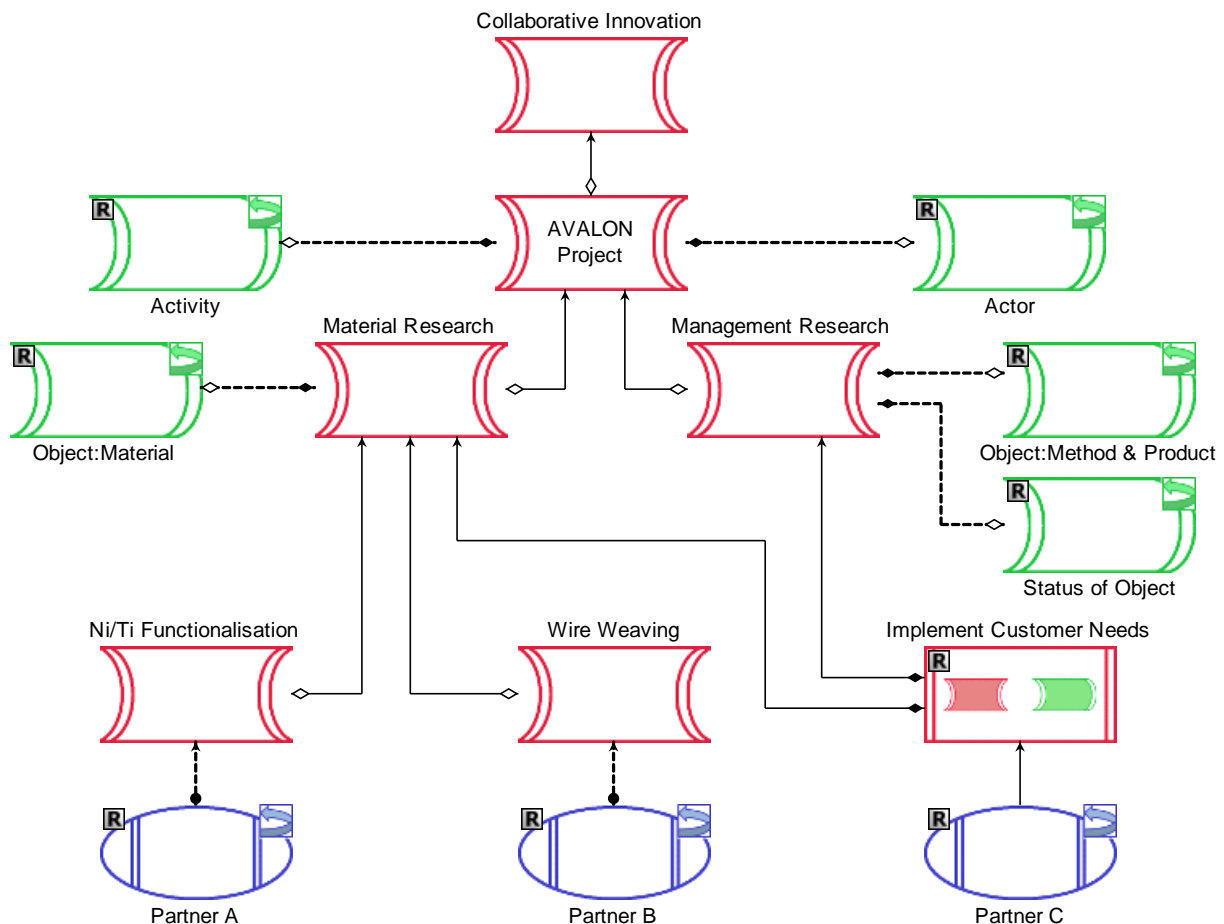 Collaborative Innovation
R
AVALON
Project
R
Activity
Actor
Material Research
Management Research
R
R
Object:Material
Object:Method & Product
R
Status of Object
Ni/Ti Functionalisation
Wire Weaving
Implement Customer Needs
R
R
R
R
Partner A
Partner B
Partner C